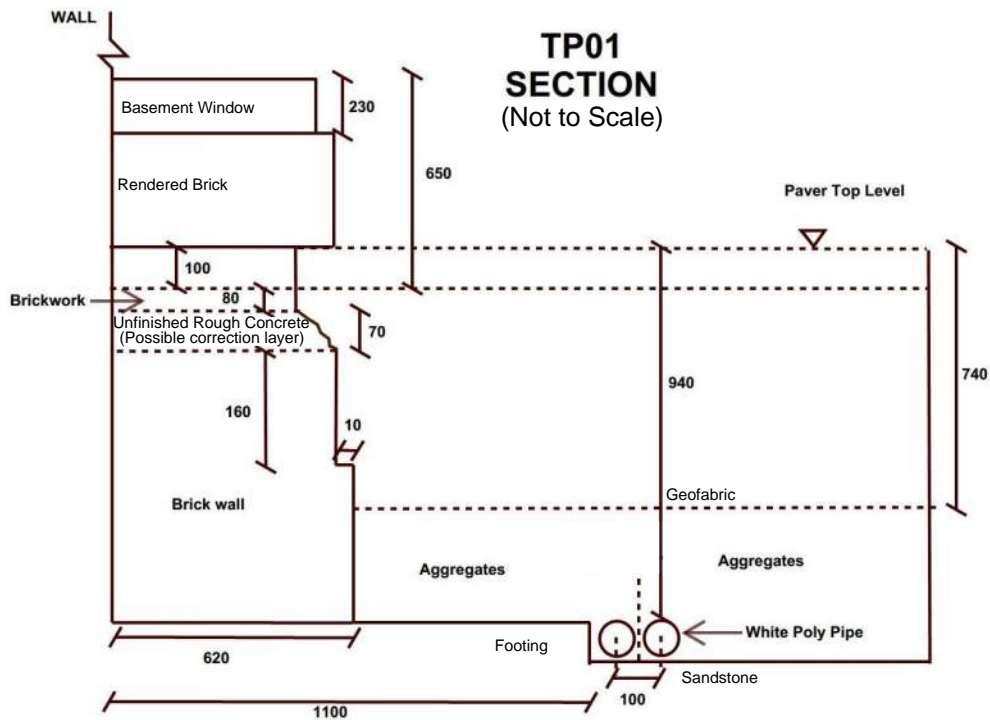 WALL
TP01
SECTION
(Not to Scale)
Basement Window
230
Rendered Brick
650
Paver Top Level
100
Brickwork
80
Unfinished Rough Concrete
(Possible correction layer)
70
940
740
160
10
Geofabric
Brick wall
Aggregates
Aggregates
White Poly Pipe
Footing
620
Sandstone
100
1100